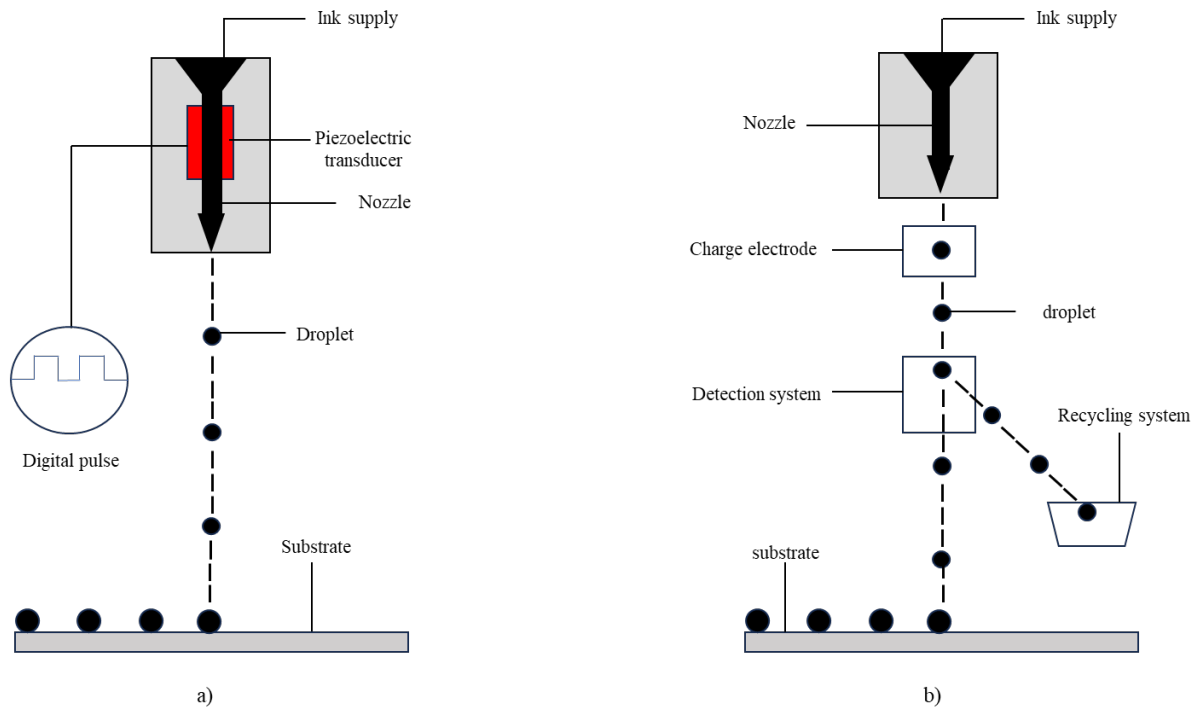 Ink supply
Piezoelectric
transducer
Nozzle
Droplet
Digital pulse
Substrate
a)
Ink supply
Nozzle
Charge electrode
droplet
Detection system
Recycling system
substrate
b)